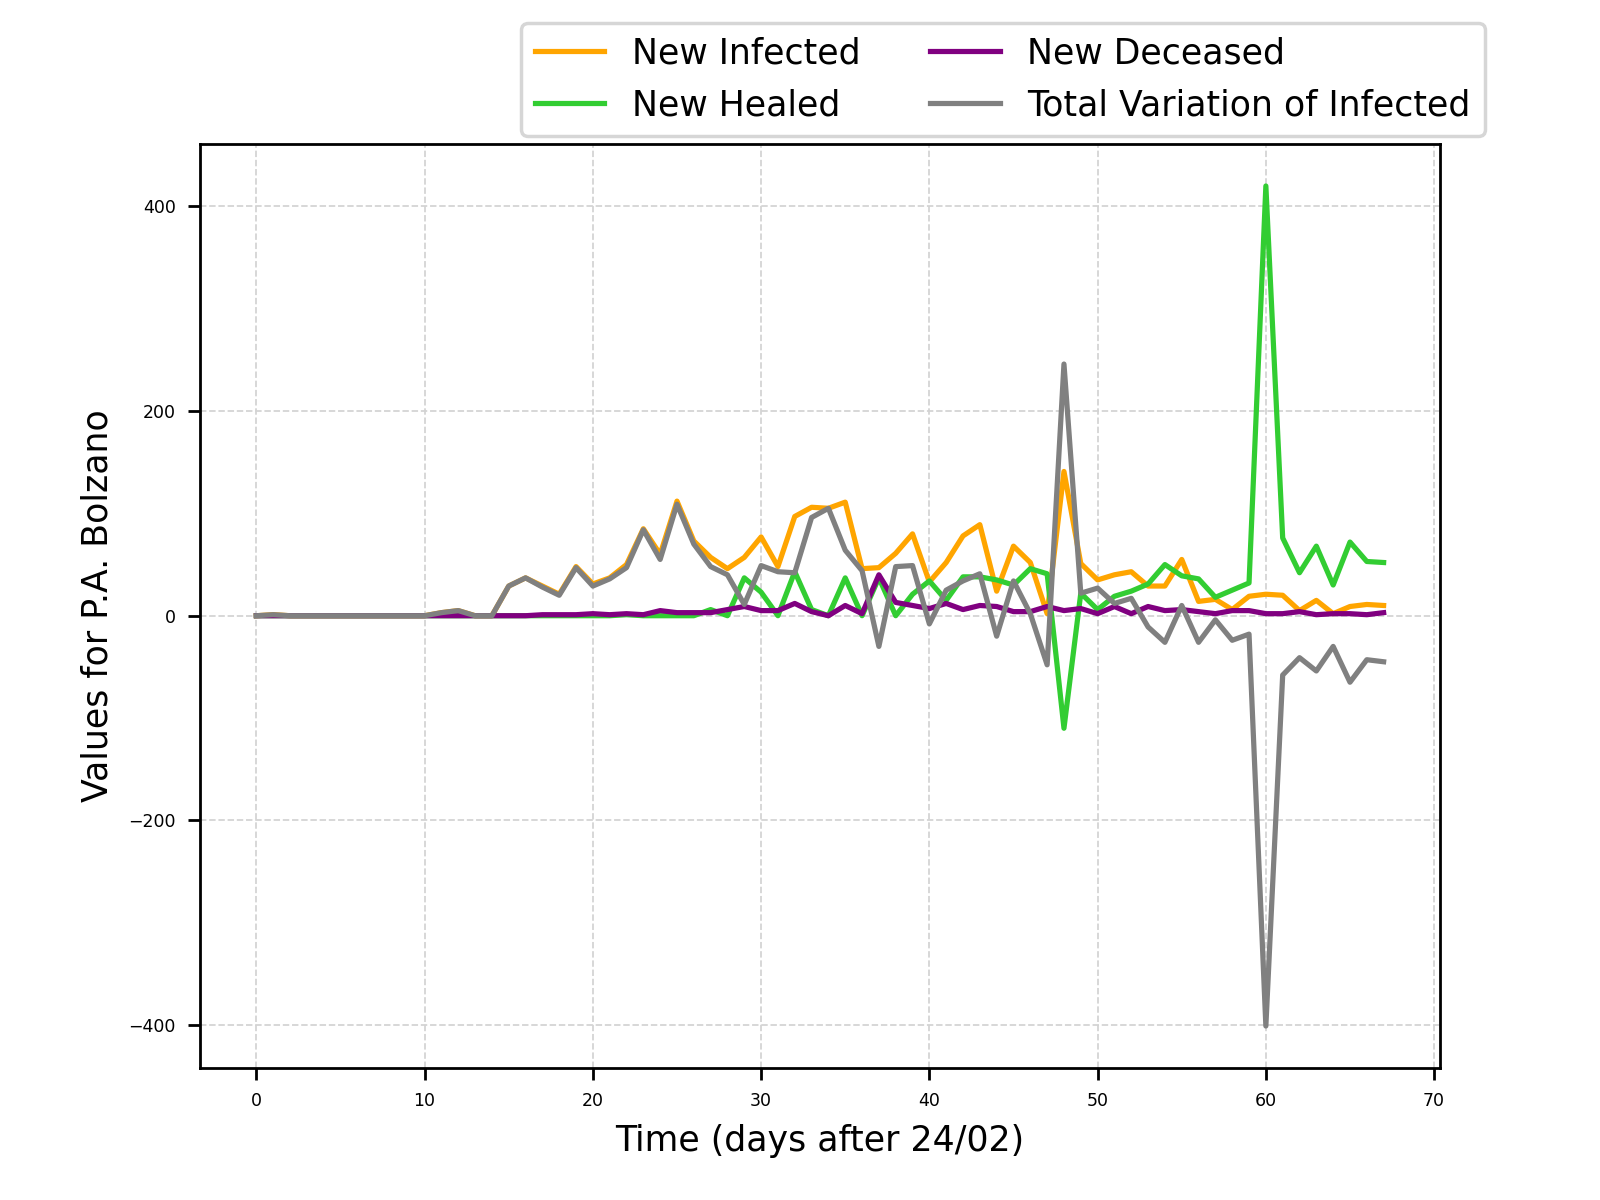 New Infected
New Healed
New Deceased
Total Variation of Infected
Values for P.A. Bolzano
400
200
0
−200
−400
0 10 20 30 40 50 60 70
Time (days after 24/02)